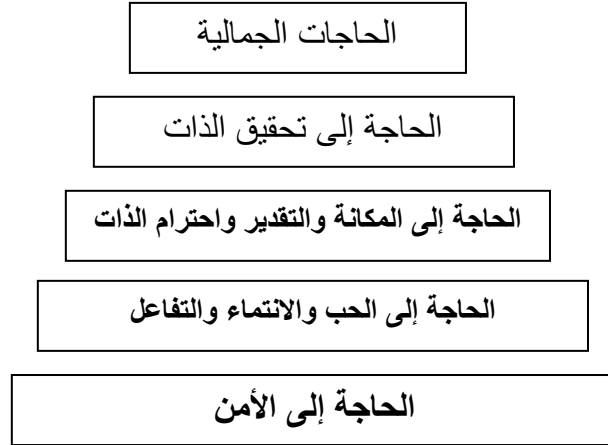 الحاجات الجمالية
الحاجة إلى تحقيق الذات
الحاجة إلى المكانة والتقدير واحترام الذات
الحاجة إلى الحب والانتماء والتفاعل
الحاجة إلى الأمن